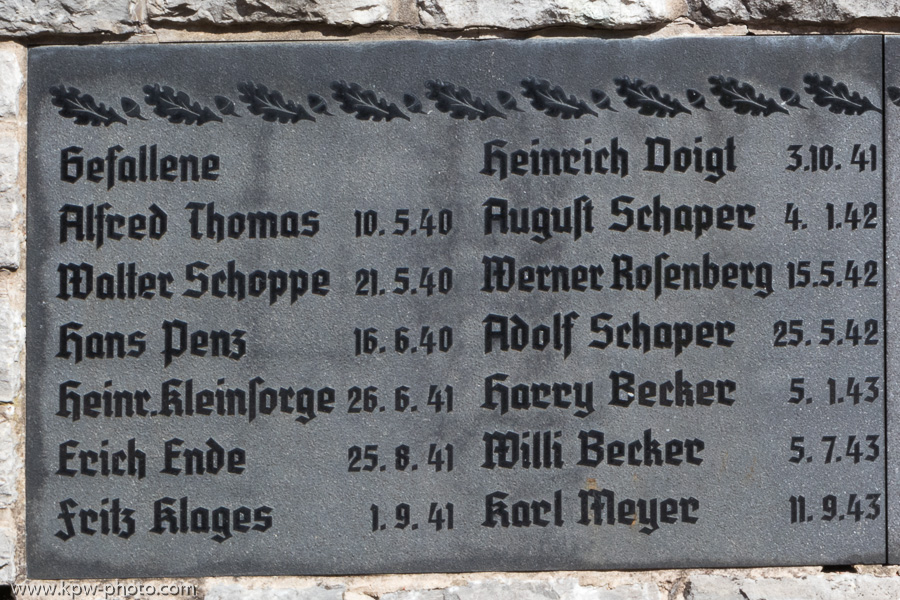 Gefallene
Alfred Thomas 10. 5. 40
Walter Schoppe 21. 5. 40
Hans Penz 16. 6. 40
Heinr. Kleinſorge 26. 6. 41
Erich Ende 25. 8. 41
Fritz Klages 1. 9. 41
Heinrich Voigt 3. 10. 41
Auguſt Schaper 4. 1. 42
Werner Roſenberg 15. 5. 42
Adolf Schaper 25. 5. 42
Harry Becker 5. 1. 43
Willi Becker 5. 7. 43
Karl Meyer 11. 9. 43
www.kpw-photo.com